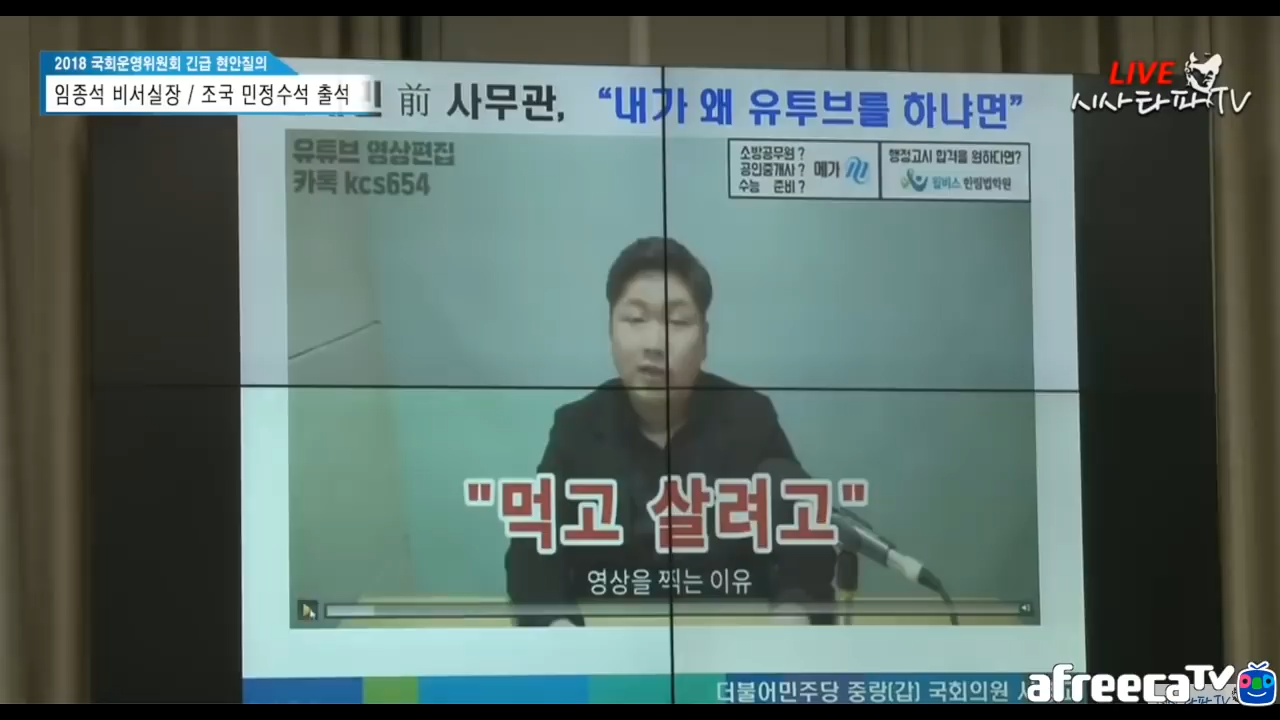 2018 국회운영위원회 긴급 현안질의
임종석 비서실장 / 조국 민정수석 출석
LIVE
시사타파TV
前 사무관, “내가 왜 유투브를 하냐면”
유튜브 영상편집
카톡 kcs654
소방공무원 ?
공인중개사 ? 메가
수능 준비 ?
행정고시 합격을 원하다면?
윌비스 한림법학원
"먹고 살려고"
영상을 찍는 이유
더불어민주당 중랑(갑) 국회의원
afreecaTV